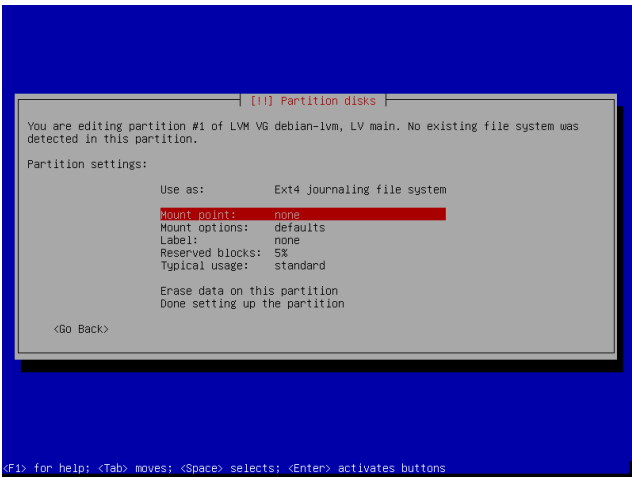 [!!] Partition disks
You are editing partition #1 of LVM VG debian-lvm, LV main. No existing file system was
detected in this partition.
Partition settings:
Use as: Ext4 journaling file system
Mount point: none
Mount options: defaults
Label: none
Reserved blocks: 5%
Typical usage: standard
Erase data on this partition
Done setting up the partition
<Go Back>
<F1> for help; <Tab> moves; <Space> selects; <Enter> activates buttons